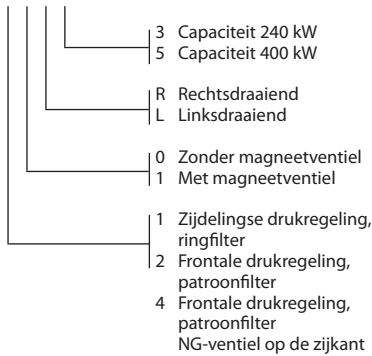 3 Capaciteit 240 kW
5 Capaciteit 400 kW
R Rechtsdraaiend
L Linksdraaiend
0 Zonder magneetventiel
1 Met magneetventiel
1 Zijdelingse drukregeling,
ringfilter
2 Frontale drukregeling,
patroonfilter
4 Frontale drukregeling,
patroonfilter
NG-ventiel op de zijkant